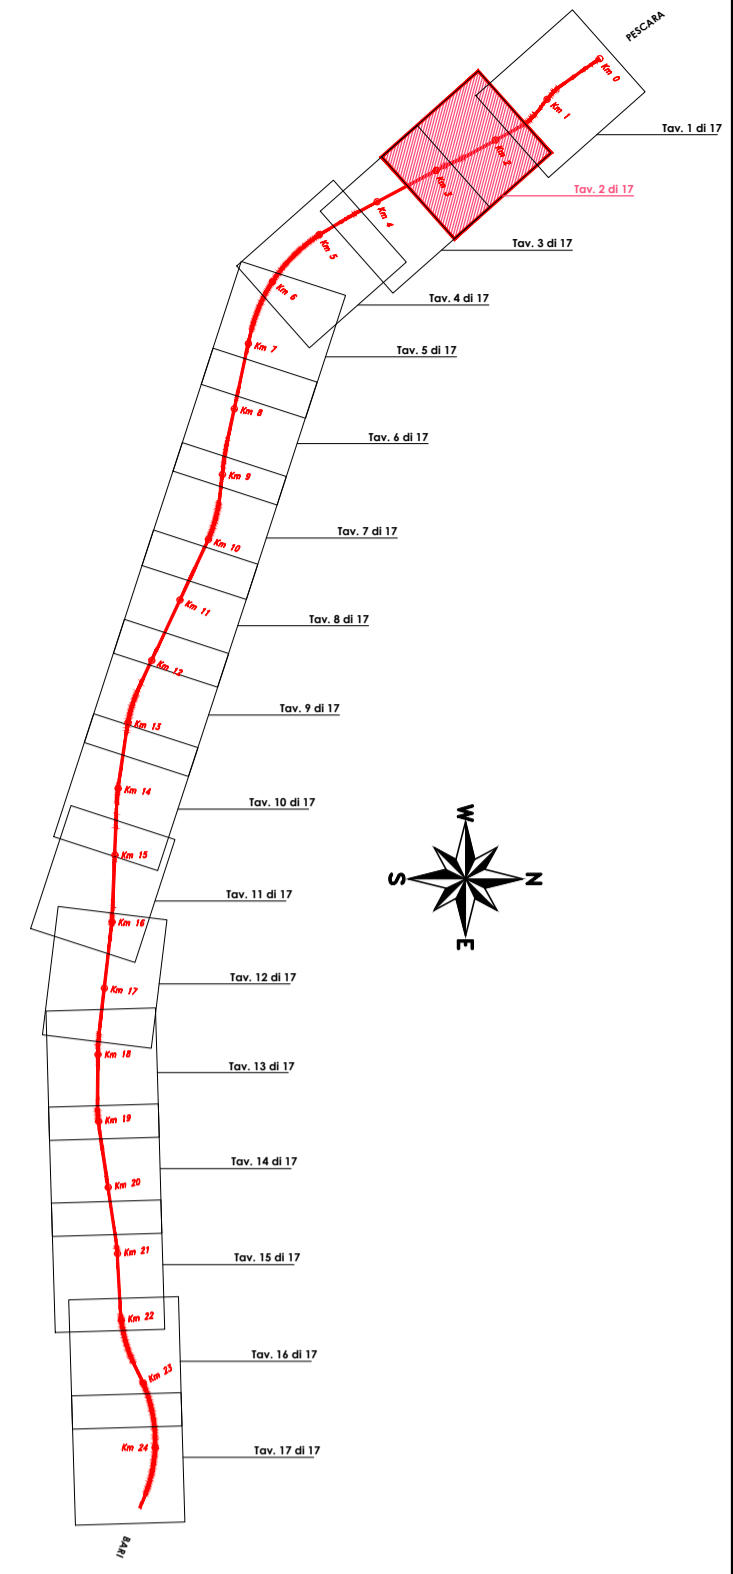 PESCARA
Km 0
Km 1
Tav. 1 di 17
Km 2
Km 3
Tav. 2 di 17
Km 4
Tav. 3 di 17
Km 5
Km 6
Tav. 4 di 17
Km 7
Tav. 5 di 17
Km 8
Tav. 6 di 17
Km 9
Tav. 7 di 17
Km 10
Km 11
Tav. 8 di 17
Km 12
Tav. 9 di 17
Km 13
Km 14
Tav. 10 di 17
W
Km 15
S
N
Tav. 11 di 17
Km 16
E
Tav. 12 di 17
Km 17
Km 18
Tav. 13 di 17
Km 19
Tav. 14 di 17
Km 20
Km 21
Tav. 15 di 17
Km 22
Tav. 16 di 17
Km 23
Km 24
Tav. 17 di 17
BARI